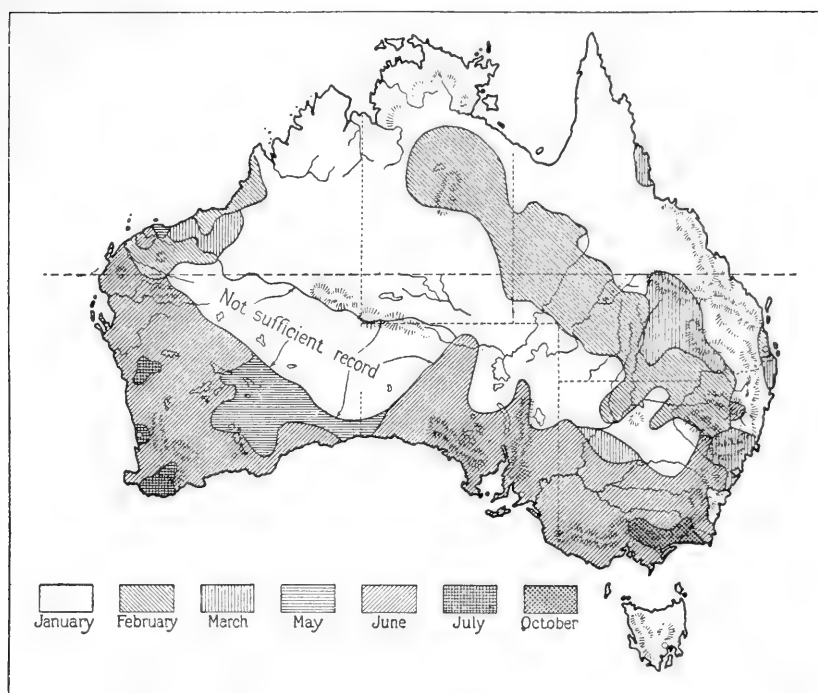 Not sufficient record
January
February
March
May
June
July
October